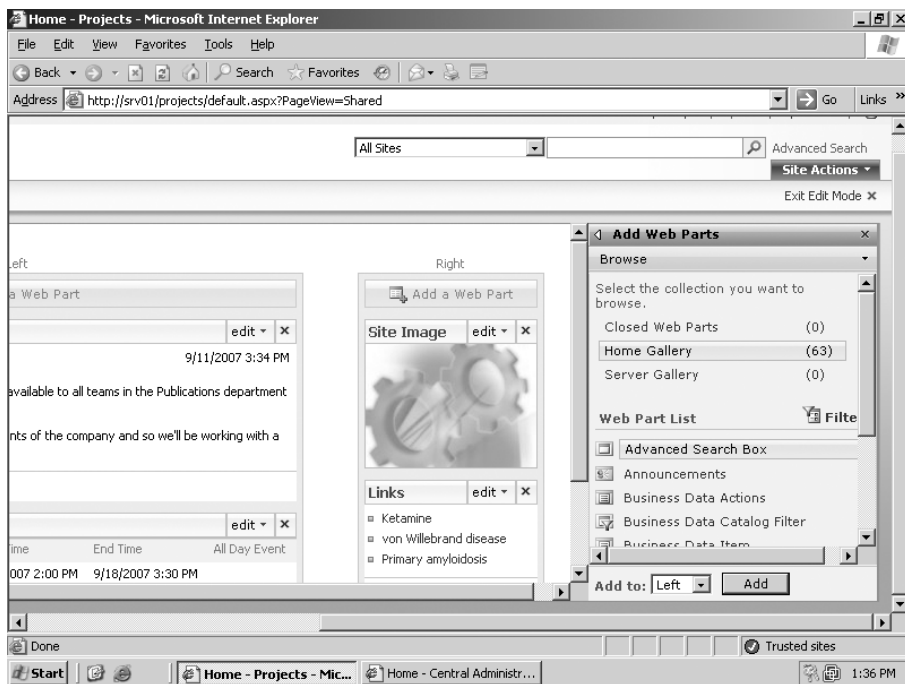 Home - Projects - Microsoft Internet Explorer
File Edit View Favorites Tools Help
Back Search Favorites
Address http://srv01/projects/default.aspx?PageView=Shared Go Links »
All Sites Advanced Search
Site Actions
Exit Edit Mode
Left Right
a Web Part Add a Web Part
edit
9/11/2007 3:34 PM
available to all teams in the Publications department
nts of the company and so we'll be working with a
edit
ime End Time All Day Event
007 2:00 PM 9/18/2007 3:30 PM
Site Image edit
Links edit
Ketamine
von Willebrand disease
Primary amyloidosis
Add Web Parts
Browse
Select the collection you want to
browse.
Closed Web Parts (0)
Home Gallery (63)
Server Gallery (0)
Web Part List Filte
Advanced Search Box
Announcements
Business Data Actions
Business Data Catalog Filter
Business Data Item
Add to: Left Add
Done Trusted sites
Start Home - Projects - Mic... Home - Central Administr... 1:36 PM